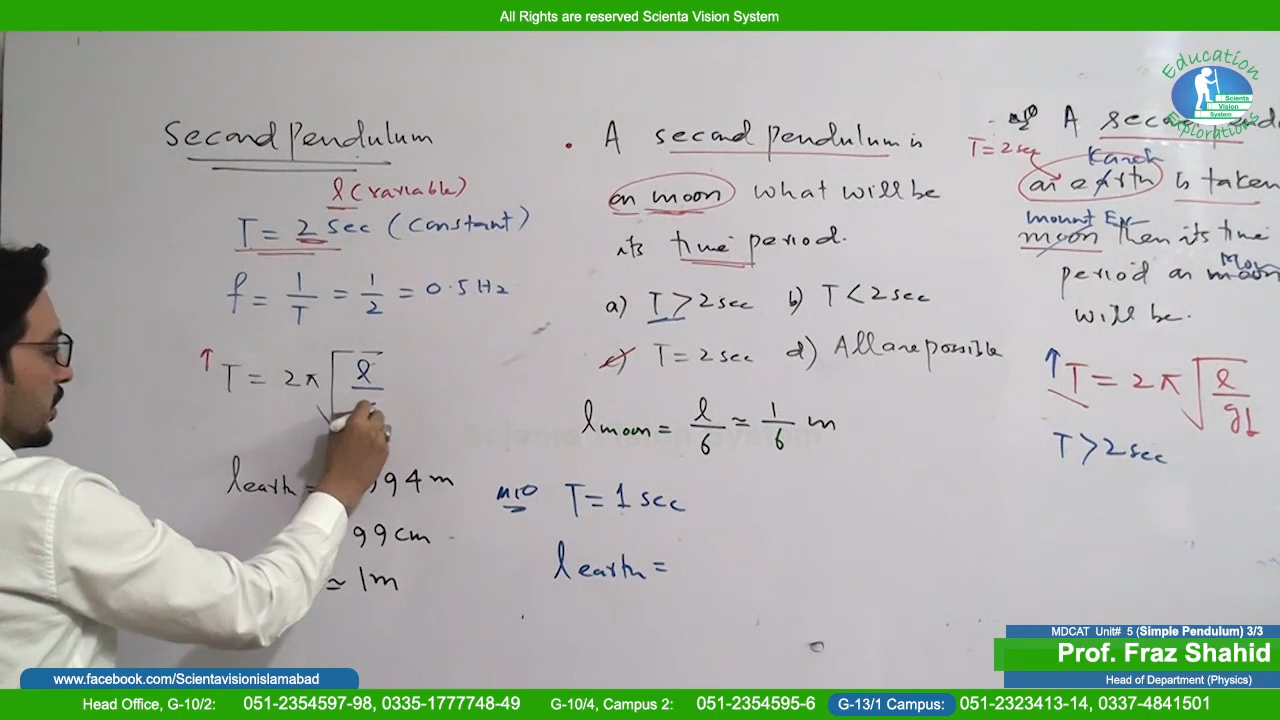 All Rights are reserved Scienta Vision System
Education
Scienta
Vision
System
Explorations
Second Pendulum
l (variable)
T = 2 sec (constant)
f = 1/T = 1/2 = 0.5 Hz
↑ T = 2π √l
l earth = 94 m
99 cm
≃ 1m
. A second pendulum is
on moon what will be
its time period.
a) T > 2 sec b) T < 2 sec
c) T = 2 sec d) All are possible
l moon = l/6 = 1/6 m
T = 1 sec
l earth =
A
T = 2 sec
on earth is taken
moon then its time
period on moon
will be.
↑ T = 2π √l/g↓
T > 2 sec
MDCAT Unit# 5 (Simple Pendulum) 3/3
Prof. Fraz Shahid
Head of Department (Physics)
www.facebook.com/Scientavisionislamabad
Head Office, G-10/2: 051-2354597-98, 0335-1777748-49 G-10/4, Campus 2: 051-2354595-6 G-13/1 Campus: 051-2323413-14, 0337-4841501